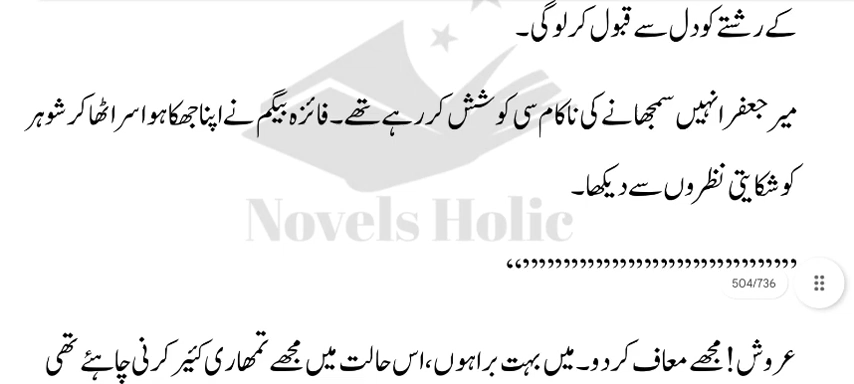 کے رشتے کو دل سے قبول کر لو گی۔
میر جعفر انہیں سمجھانے کی ناکام سی کوشش کر رہے تھے۔ فائزہ بیگم نے اپنا جھکا ہوا سر اٹھا کر شوہر
کو شکایتی نظروں سے دیکھا۔
Novels Holic
,,,,,,,,,,,,,,,,,,,,,,,,,,,,,,,,,,,,“
504/736
عروش! مجھے معاف کر دو۔ میں بہت برا ہوں، اس حالت میں مجھے تمھاری کئیر کرنی چاہئے تھی